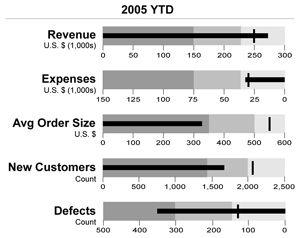 2005 YTD
Revenue
U.S. $ (1,000s)
0 50 100 150 200 250 300
Expenses
U.S. $ (1,000s)
150 125 100 75 50 25 0
Avg Order Size
U.S. $
0 100 200 300 400 500 600
New Customers
Count
0 500 1,000 1,400 2,000 2,500
Defects
Count
500 400 300 200 100 0